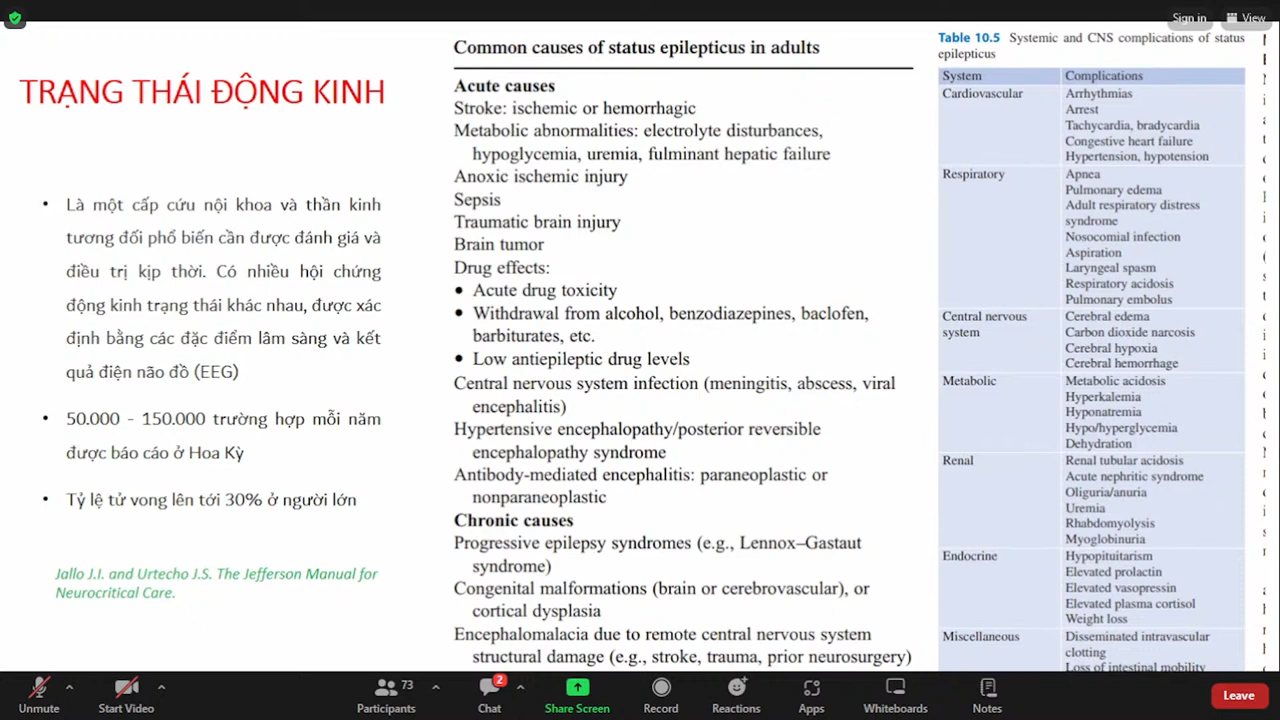 Sign in
View
TRẠNG THÁI ĐỘNG KINH
• Là một cấp cứu nội khoa và thần kinh
tương đối phổ biến cần được đánh giá và
điều trị kịp thời. Có nhiều hội chứng
động kinh trạng thái khác nhau, được xác
định bằng các đặc điểm lâm sàng và kết
quả điện não đồ (EEG)
• 50.000 - 150.000 trường hợp mỗi năm
được báo cáo ở Hoa Kỳ
• Tỷ lệ tử vong lên tới 30% ở người lớn
Jallo J.I. and Urtecho J.S. The Jefferson Manual for
Neurocritical Care.
Common causes of status epilepticus in adults
Acute causes
Stroke: ischemic or hemorrhagic
Metabolic abnormalities: electrolyte disturbances,
hypoglycemia, uremia, fulminant hepatic failure
Anoxic ischemic injury
Sepsis
Traumatic brain injury
Brain tumor
Drug effects:
• Acute drug toxicity
• Withdrawal from alcohol, benzodiazepines, baclofen,
barbiturates, etc.
• Low antiepileptic drug levels
Central nervous system infection (meningitis, abscess, viral
encephalitis)
Hypertensive encephalopathy/posterior reversible
encephalopathy syndrome
Antibody-mediated encephalitis: paraneoplastic or
nonparaneoplastic
Chronic causes
Progressive epilepsy syndromes (e.g., Lennox–Gastaut
syndrome)
Congenital malformations (brain or cerebrovascular), or
cortical dysplasia
Encephalomalacia due to remote central nervous system
structural damage (e.g., stroke, trauma, prior neurosurgery)
Table 10.5 Systemic and CNS complications of status
epilepticus
System Complications
Cardiovascular Arrhythmias
Arrest
Tachycardia, bradycardia
Congestive heart failure
Hypertension, hypotension
Respiratory Apnea
Pulmonary edema
Adult respiratory distress
syndrome
Nosocomial infection
Aspiration
Laryngeal spasm
Respiratory acidosis
Pulmonary embolus
Central nervous Cerebral edema
system Carbon dioxide narcosis
Cerebral hypoxia
Cerebral hemorrhage
Metabolic Metabolic acidosis
Hyperkalemia
Hyponatremia
Hypo/hyperglycemia
Dehydration
Renal Renal tubular acidosis
Acute nephritic syndrome
Oliguria/anuria
Uremia
Rhabdomyolysis
Myoglobinuria
Endocrine Hypopituitarism
Elevated prolactin
Elevated vasopressin
Elevated plasma cortisol
Weight loss
Miscellaneous Disseminated intravascular
clotting
Loss of intestinal mobility
Unmute
Start Video
73
Participants
2
Chat
Share Screen
Record
Reactions
Apps
Whiteboards
Notes
Leave